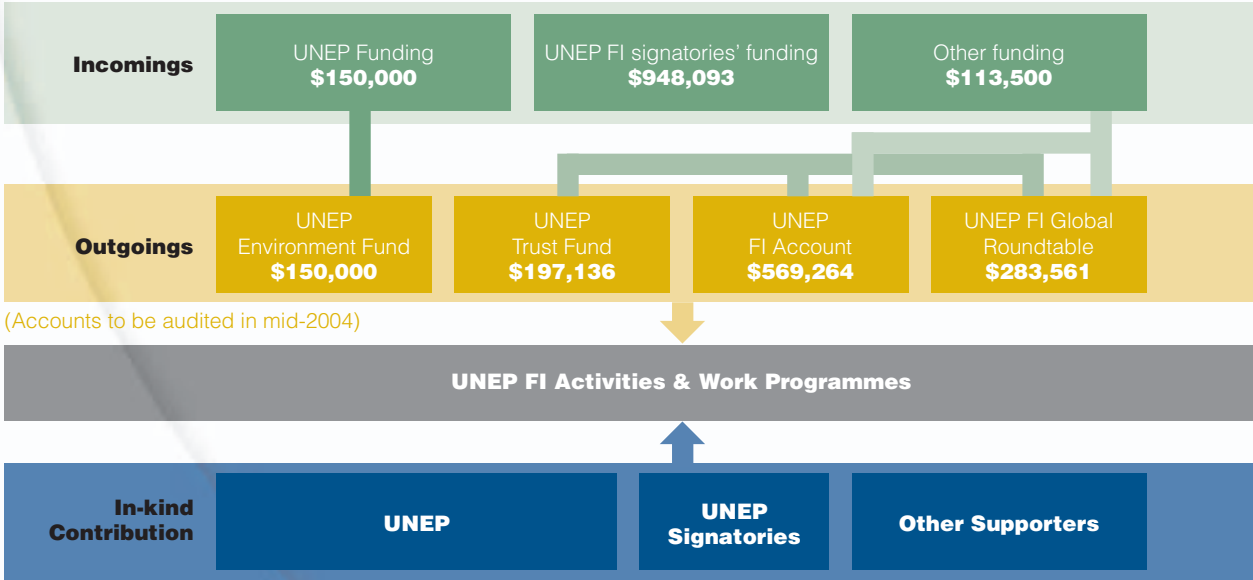 Incomings
UNEP Funding
$150,000
UNEP FI signatories’ funding
$948,093
Other funding
$113,500
Outgoings
UNEP
Environment Fund
$150,000
UNEP
Trust Fund
$197,136
UNEP
FI Account
$569,264
UNEP FI Global
Roundtable
$283,561
(Accounts to be audited in mid-2004)
UNEP FI Activities & Work Programmes
In-kind
Contribution
UNEP
UNEP
Signatories
Other Supporters